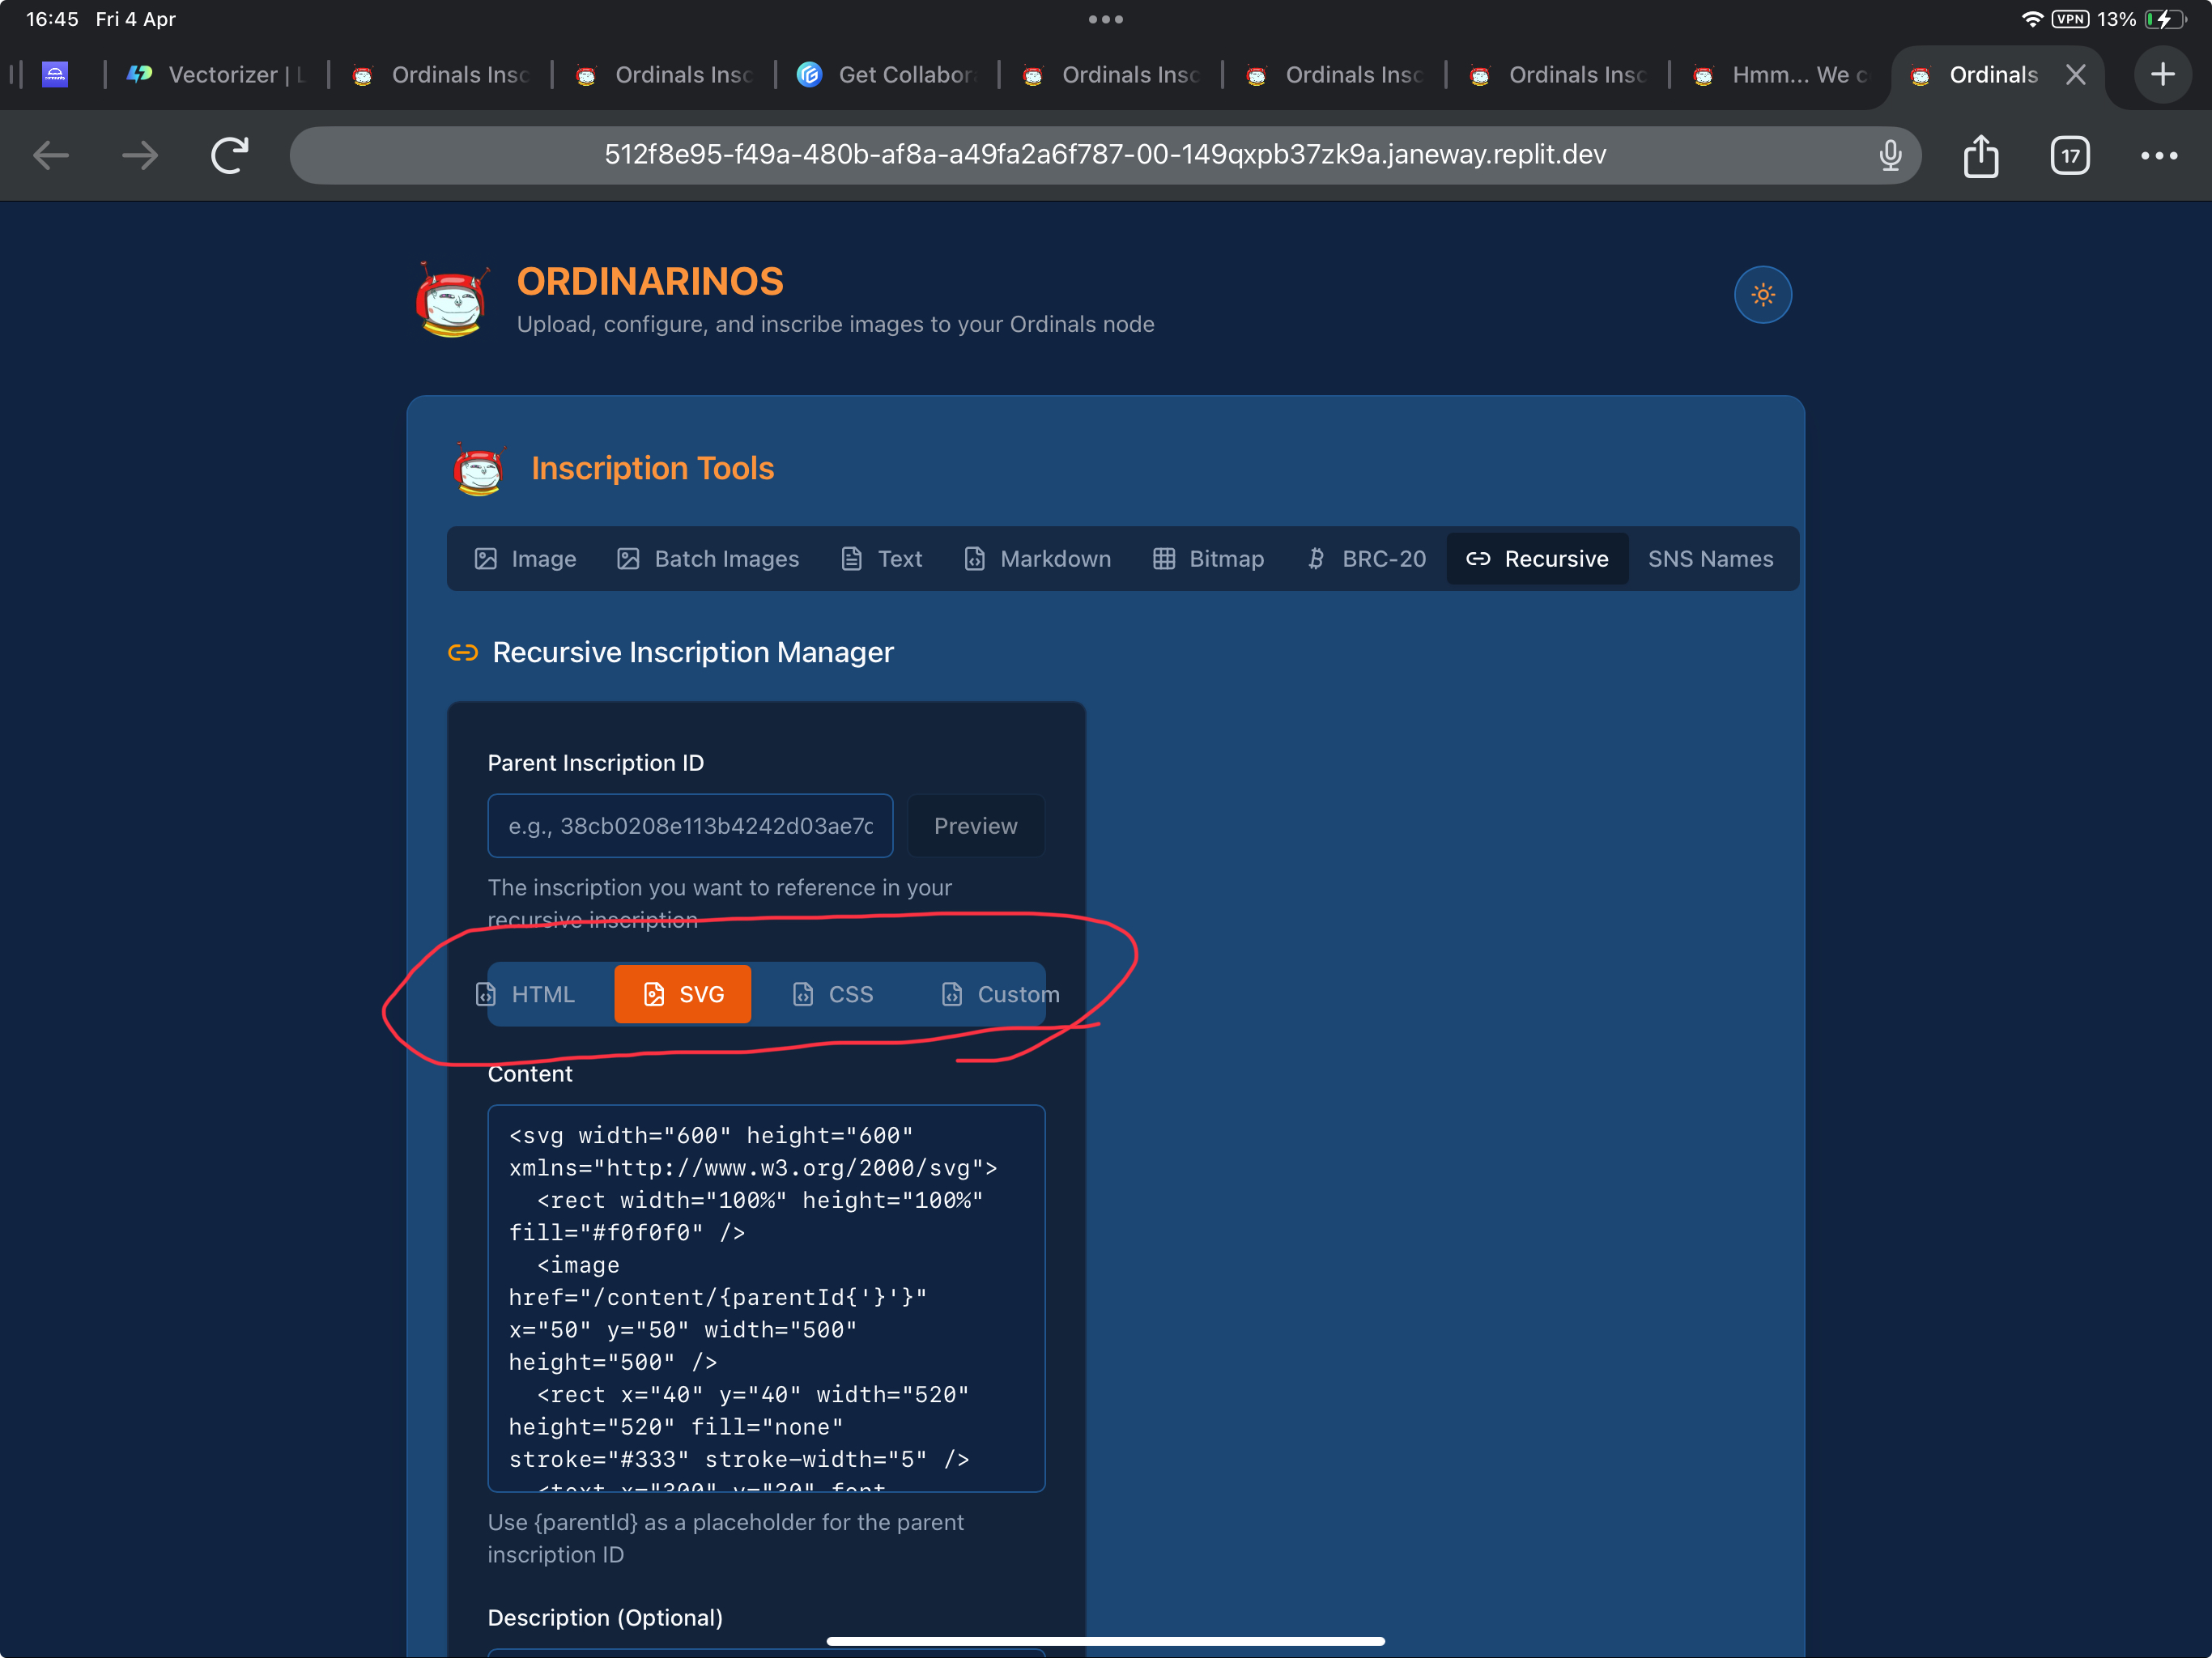 16:45 Fri 4 Apr
VPN 13%
Vectorizer | L
Ordinals Insc
Ordinals Insc
Get Collabor
Ordinals Insc
Ordinals Insc
Ordinals Insc
Hmm... We c
Ordinals
512f8e95-f49a-480b-af8a-a49fa2a6f787-00-149qxpb37zk9a.janeway.replit.dev
17
ORDINARINOS
Upload, configure, and inscribe images to your Ordinals node
Inscription Tools
Image
Batch Images
Text
Markdown
Bitmap
BRC-20
Recursive
SNS Names
Recursive Inscription Manager
Parent Inscription ID
e.g., 38cb0208e113b4242d03ae7c
Preview
The inscription you want to reference in your
recursive inscription
HTML
SVG
CSS
Custom
Content
<svg width="600" height="600"
xmlns="http://www.w3.org/2000/svg">
<rect width="100%" height="100%"
fill="#f0f0f0" />
<image
href="/content/{parentId{'}'}"
x="50" y="50" width="500"
height="500" />
<rect x="40" y="40" width="520"
height="520" fill="none"
stroke="#333" stroke-width="5" />
<text x="300" y="30" font
Use {parentId} as a placeholder for the parent
inscription ID
Description (Optional)